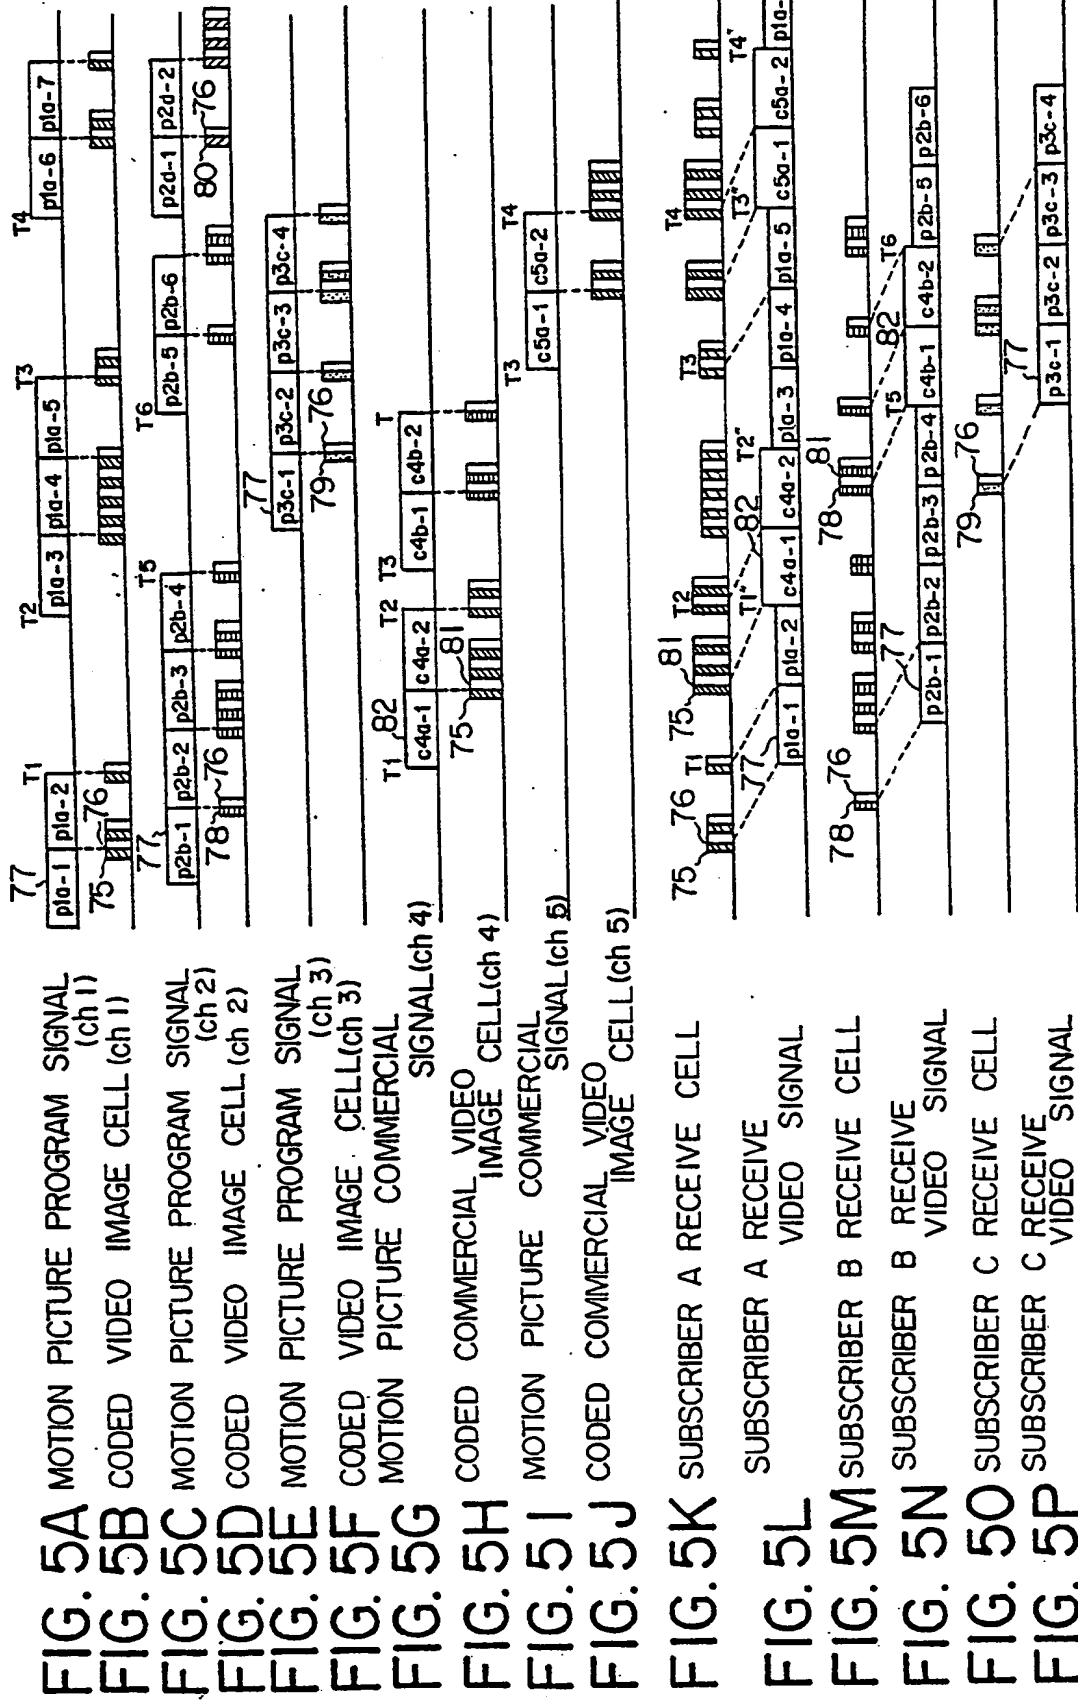 FIG. 5A MOTION PICTURE PROGRAM SIGNAL (ch 1)
77 p1a-1 p1a-2 T1 T2 p1a-3 p1a-4 p1a-5 T3 T4 p1a-6 p1a-7
FIG. 5B CODED VIDEO IMAGE CELL (ch 1)
75 76
FIG. 5C MOTION PICTURE PROGRAM SIGNAL (ch 2)
77 p2b-1 p2b-2 p2b-3 p2b-4 T5 T6 p2b-5 p2b-6 p2d-1 p2d-2
FIG. 5D CODED VIDEO IMAGE CELL (ch 2)
78 76 80 76
FIG. 5E MOTION PICTURE PROGRAM SIGNAL (ch 3)
77 p3c-1 p3c-2 p3c-3 p3c-4
FIG. 5F CODED VIDEO IMAGE CELL (ch 3)
79 76
FIG. 5G MOTION PICTURE COMMERCIAL
SIGNAL (ch 4)
T1 82 c4a-1 c4a-2 T2 T3 c4b-1 c4b-2 T
FIG. 5H CODED COMMERCIAL VIDEO
IMAGE CELL (ch 4)
75 81
FIG. 5I MOTION PICTURE COMMERCIAL
SIGNAL (ch 5)
T3 c5a-1 c5a-2 T4
FIG. 5J CODED COMMERCIAL VIDEO
IMAGE CELL (ch 5)
FIG. 5K SUBSCRIBER A RECEIVE CELL
75 76 T1 75 81 T2 T3 T4
FIG. 5L SUBSCRIBER A RECEIVE
VIDEO SIGNAL
77 p1a-1 p1a-2 T1" c4a-1 82 c4a-2 T2" p1a-3 p1a-4 p1a-5 T3" c5a-1 c5a-2 T4" p1a-
FIG. 5M SUBSCRIBER B RECEIVE CELL
78 76 78 81
FIG. 5N SUBSCRIBER B RECEIVE
VIDEO SIGNAL
77 p2b-1 p2b-2 p2b-3 p2b-4 T5 c4b-1 82 c4b-2 T6 p2b-5 p2b-6
FIG. 5O SUBSCRIBER C RECEIVE CELL
79 76
FIG. 5P SUBSCRIBER C RECEIVE
VIDEO SIGNAL
77 p3c-1 p3c-2 p3c-3 p3c-4